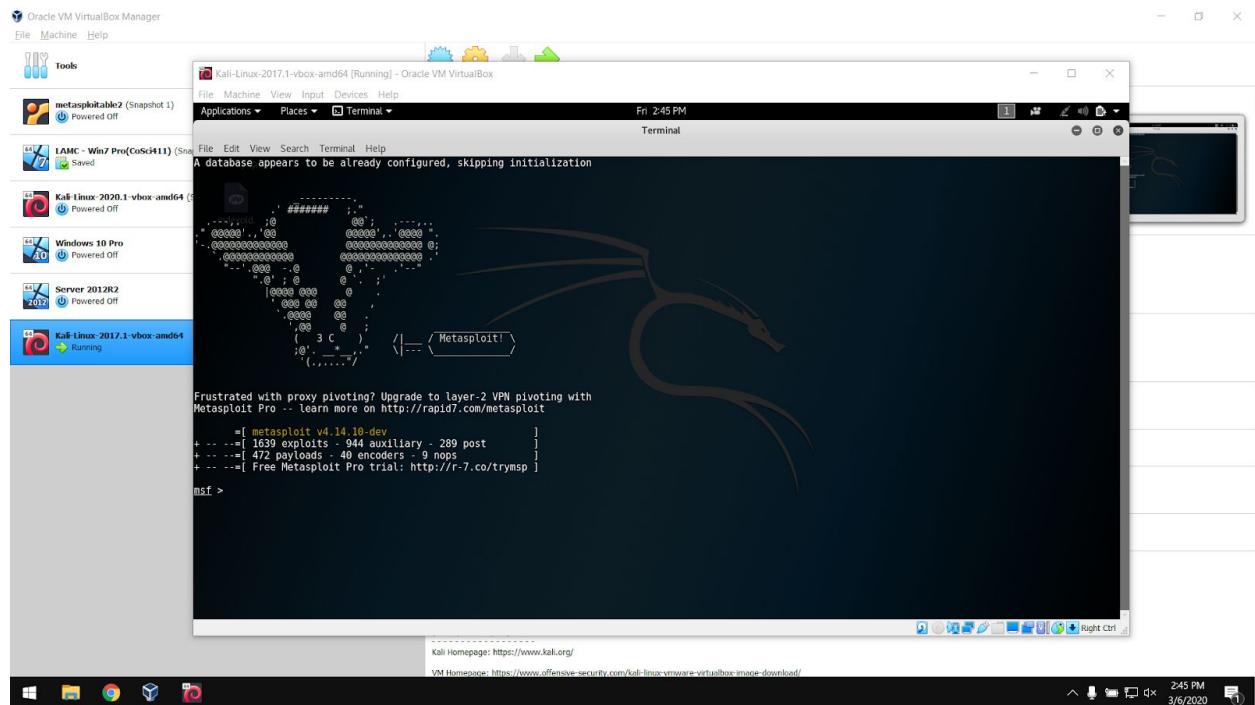 Oracle VM VirtualBox Manager
File Machine Help
Tools
metasploitable2 (Snapshot 1)
Powered Off
LAMC - Win7 Pro(CoSci411) (Sna
Saved
Kali-Linux-2020.1-vbox-amd64 (S
Powered Off
Windows 10 Pro
Powered Off
Server 2012R2
Powered Off
Kali-Linux-2017.1-vbox-amd64
Running
Kali-Linux-2017.1-vbox-amd64 [Running] - Oracle VM VirtualBox
File Machine View Input Devices Help
Applications Places Terminal Fri 2:45 PM 1
Terminal
File Edit View Search Terminal Help
A database appears to be already configured, skipping initialization
Metasploit!
Frustrated with proxy pivoting? Upgrade to layer-2 VPN pivoting with
Metasploit Pro -- learn more on http://rapid7.com/metasploit
=[ metasploit v4.14.10-dev ]
+ -- --=[ 1639 exploits - 944 auxiliary - 289 post ]
+ -- --=[ 472 payloads - 40 encoders - 9 nops ]
+ -- --=[ Free Metasploit Pro trial: http://r-7.co/trymsp ]
msf >
Right Ctrl
Kali Homepage: https://www.kali.org/
VM Homepage: https://www.offensive-security.com/kali-linux-vmware-virtualbox-image-download/
2:45 PM
3/6/2020